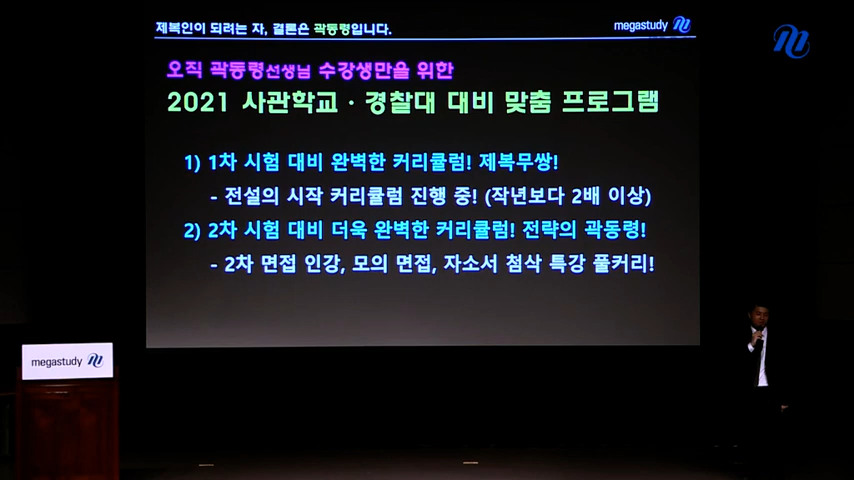 제복인이 되려는 자, 결론은 곽동령입니다.
megastudy
오직 곽동령선생님 수강생만을 위한
2021 사관학교 · 경찰대 대비 맞춤 프로그램
1) 1차 시험 대비 완벽한 커리큘럼! 제복무쌍!
- 전설의 시작 커리큘럼 진행 중! (작년보다 2배 이상)
2) 2차 시험 대비 더욱 완벽한 커리큘럼! 전략의 곽동령!
- 2차 면접 인강, 모의 면접, 자소서 첨삭 특강 풀커리!
megastudy